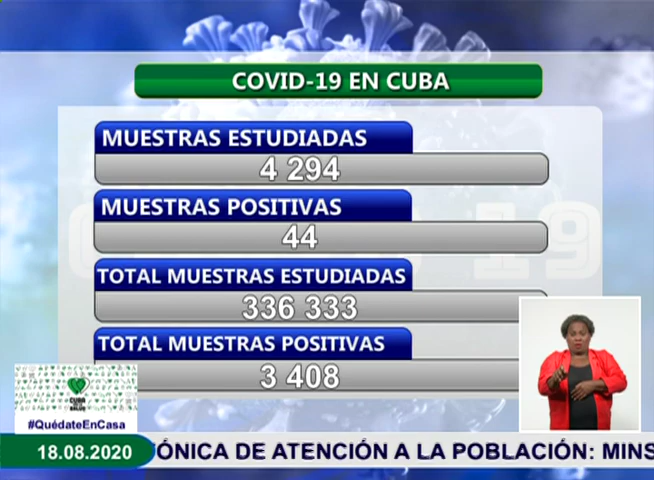 COVID-19 EN CUBA
MUESTRAS ESTUDIADAS
4 294
MUESTRAS POSITIVAS
44
TOTAL MUESTRAS ESTUDIADAS
336 333
TOTAL MUESTRAS POSITIVAS
3 408
CUBA
#QuédateEnCasa
18.08.2020 ÓNICA DE ATENCIÓN A LA POBLACIÓN: MINS